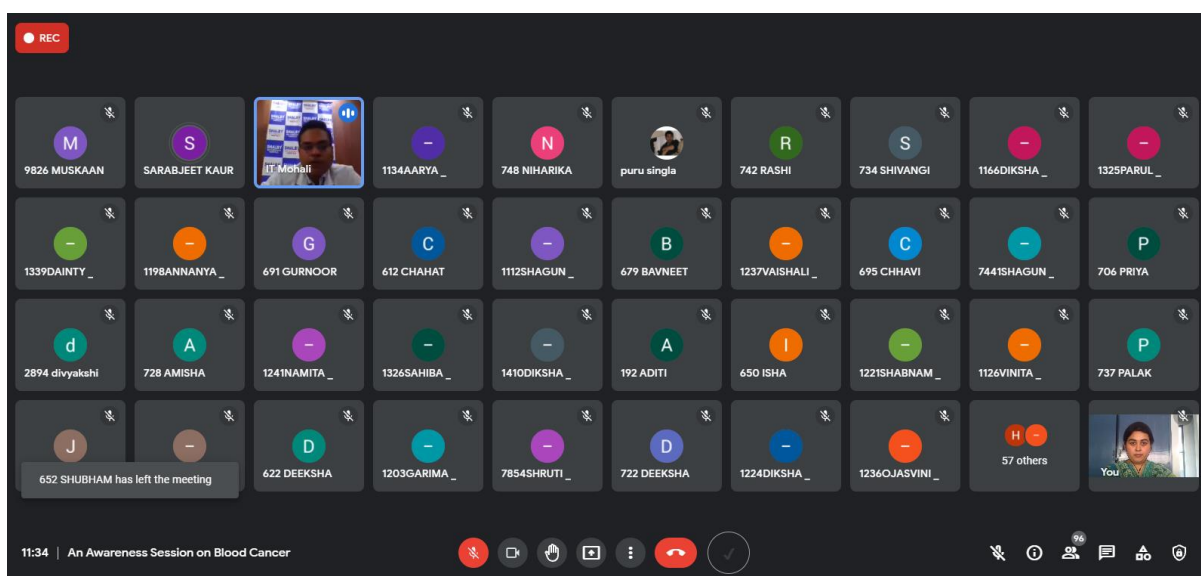 REC
M
S
-
N
R
S
-
-
9826 MUSKAAN
SARABJEET KAUR
IT Mohali
1134AARYA _
748 NIHARIKA
puru singla
742 RASHI
734 SHIVANGI
1166DIKSHA _
1325PARUL _
-
-
G
C
-
B
-
C
-
P
1339DAINTY _
1198ANNANYA _
691 GURNOOR
612 CHAHAT
1112SHAGUN _
679 BAVNEET
1237VAISHALI _
695 CHHAVI
7441SHAGUN _
706 PRIYA
d
A
-
-
-
A
I
-
-
P
2894 divyakshi
728 AMISHA
1241NAMITA _
1326SAHIBA _
1410DIKSHA _
192 ADITI
650 ISHA
1221SHABNAM _
1126VINITA _
737 PALAK
J
-
D
-
-
D
-
-
H -
652 SHUBHAM has left the meeting
622 DEEKSHA
1203GARIMA _
7854SHRUTI _
722 DEEKSHA
1224DIKSHA _
1236OJASVINI _
57 others
You
11:34 | An Awareness Session on Blood Cancer
96